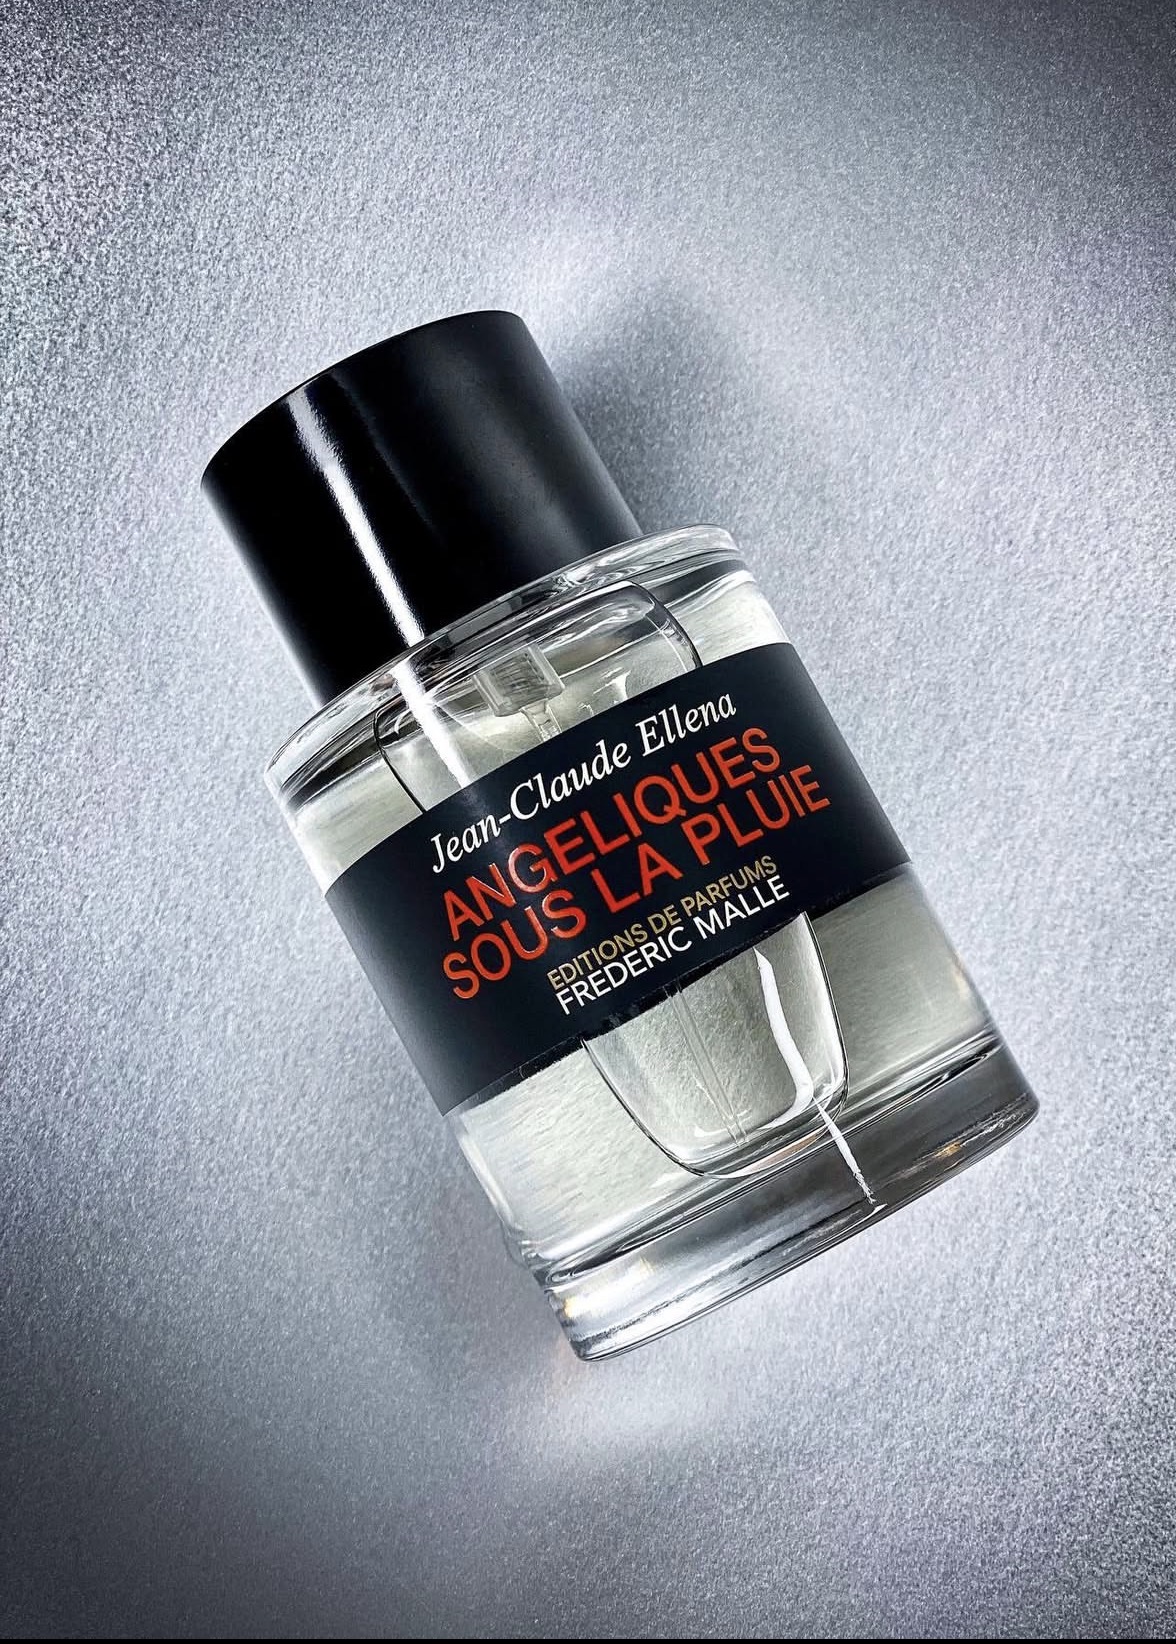 Jean-Claude Ellena
ANGELIQUES
SOUS LA PLUIE
EDITIONS DE PARFUMS
FREDERIC MALLE